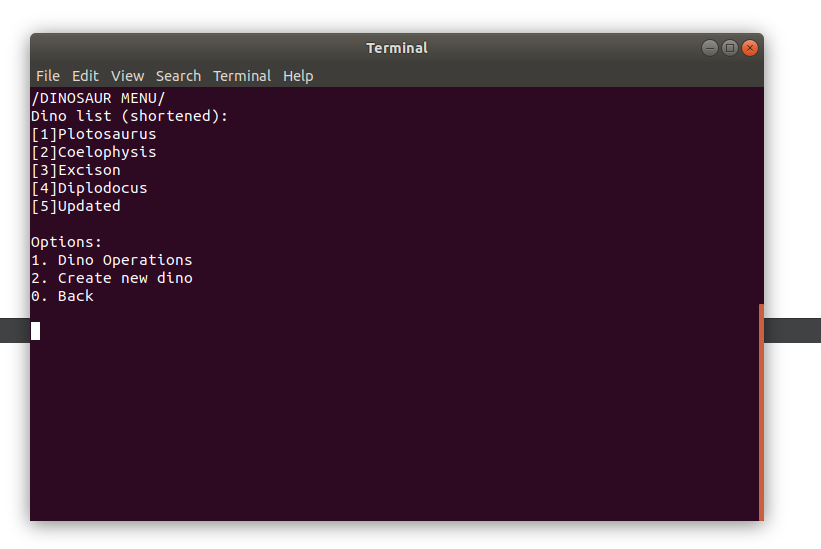 Terminal
File Edit View Search Terminal Help
/DINOSAUR MENU/
Dino list (shortened):
[1]Plotosaurus
[2]Coelophysis
[3]Excison
[4]Diplodocus
[5]Updated
Options:
1. Dino Operations
2. Create new dino
0. Back